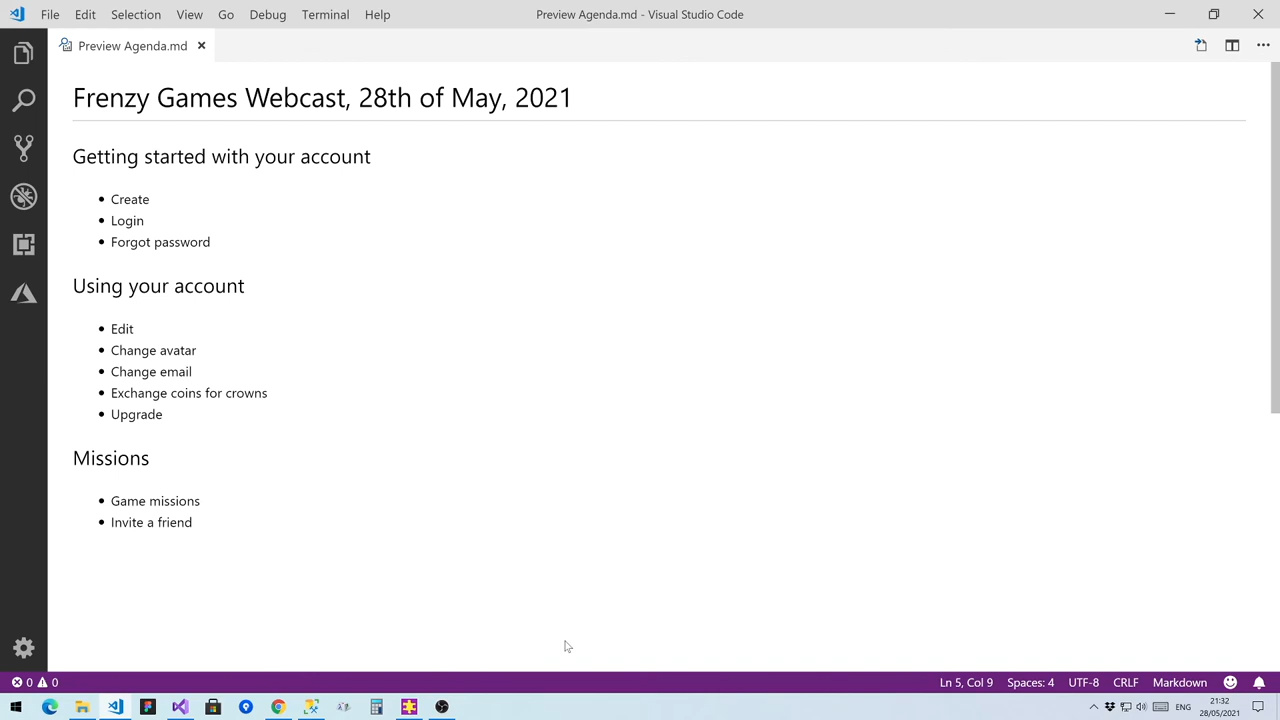 File Edit Selection View Go Debug Terminal Help
Preview Agenda.md - Visual Studio Code
Preview Agenda.md
Frenzy Games Webcast, 28th of May, 2021
Getting started with your account
• Create
• Login
• Forgot password
Using your account
• Edit
• Change avatar
• Change email
• Exchange coins for crowns
• Upgrade
Missions
• Game missions
• Invite a friend
0 0 Ln 5, Col 9 Spaces: 4 UTF-8 CRLF Markdown
ENG
21:32
28/05/2021